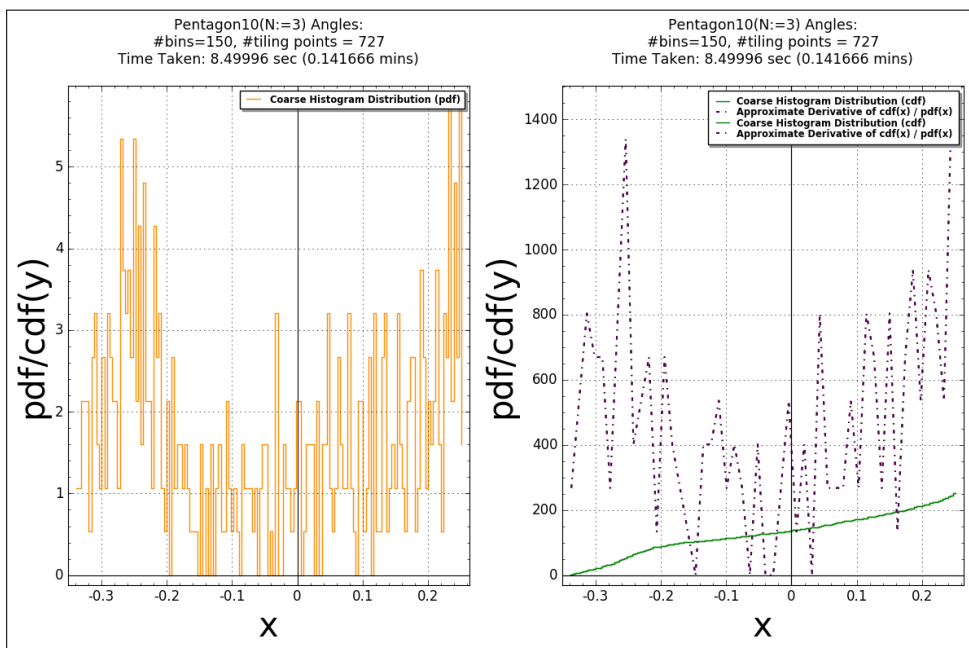 Pentagon10(N:=3) Angles:
#bins=150, #tiling points = 727
Time Taken: 8.49996 sec (0.141666 mins)
Coarse Histogram Distribution (pdf)
pdf/cdf(y)
5
4
3
2
1
0
-0.3 -0.2 -0.1 0 0.1 0.2
x
Pentagon10(N:=3) Angles:
#bins=150, #tiling points = 727
Time Taken: 8.49996 sec (0.141666 mins)
Coarse Histogram Distribution (cdf)
Approximate Derivative of cdf(x) / pdf(x)
Coarse Histogram Distribution (cdf)
Approximate Derivative of cdf(x) / pdf(x)
pdf/cdf(y)
1400
1200
1000
800
600
400
200
0
-0.3 -0.2 -0.1 0 0.1 0.2
x